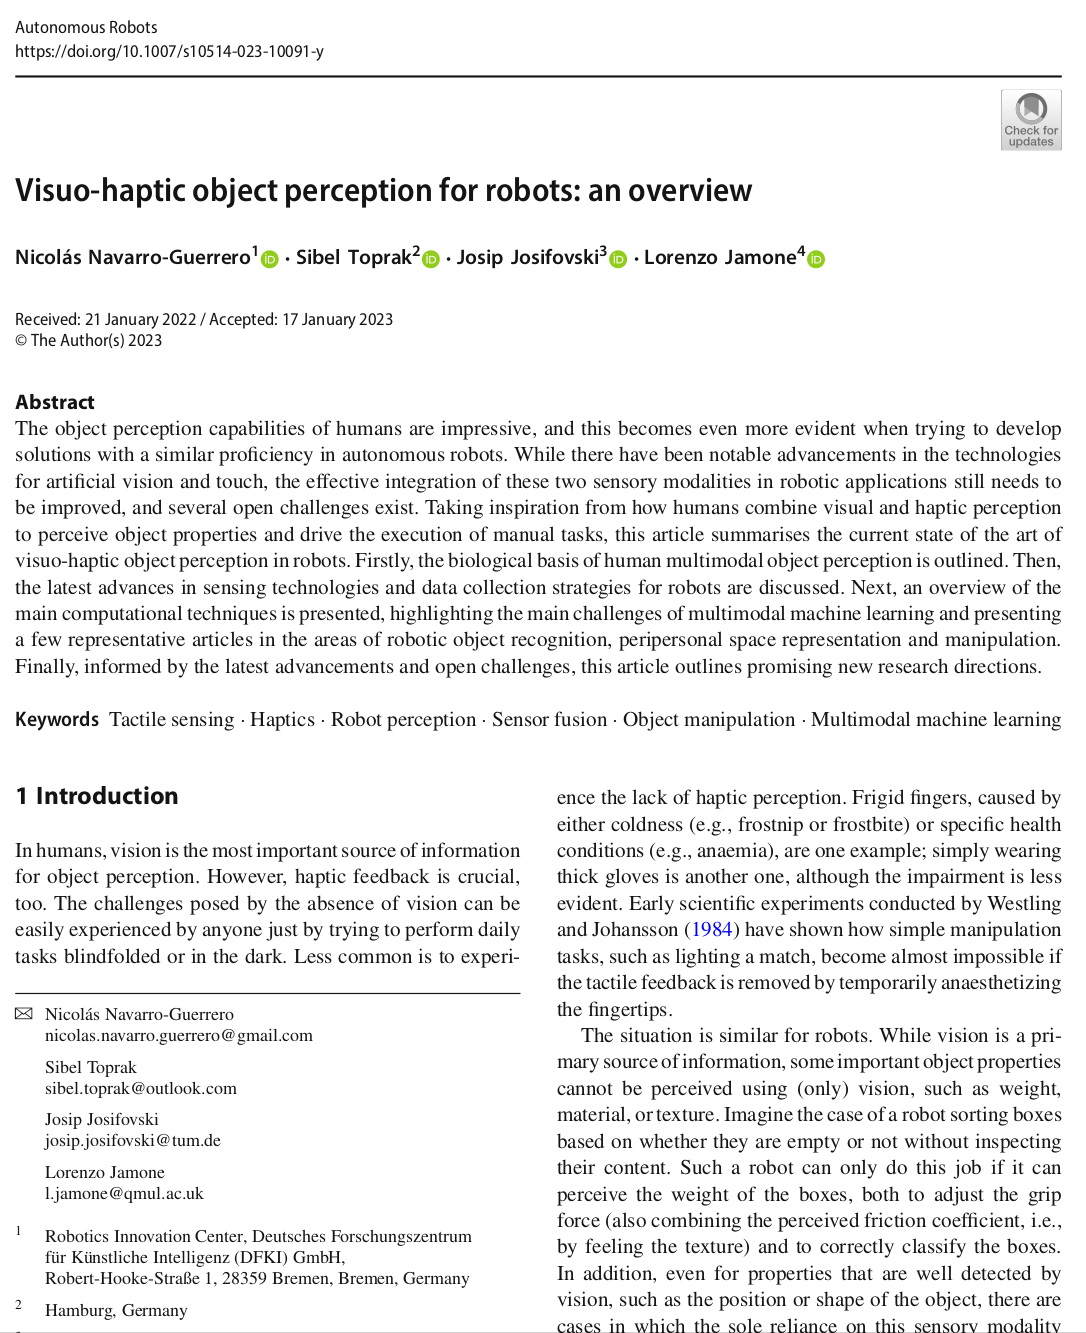 Autonomous Robots
https://doi.org/10.1007/s10514-023-10091-y
Check for
updates
Visuo-haptic object perception for robots: an overview
Nicolás Navarro-Guerrero1 · Sibel Toprak2 · Josip Josifovski3 · Lorenzo Jamone4
Received: 21 January 2022 / Accepted: 17 January 2023
© The Author(s) 2023
Abstract
The object perception capabilities of humans are impressive, and this becomes even more evident when trying to develop
solutions with a similar proficiency in autonomous robots. While there have been notable advancements in the technologies
for artificial vision and touch, the effective integration of these two sensory modalities in robotic applications still needs to
be improved, and several open challenges exist. Taking inspiration from how humans combine visual and haptic perception
to perceive object properties and drive the execution of manual tasks, this article summarises the current state of the art of
visuo-haptic object perception in robots. Firstly, the biological basis of human multimodal object perception is outlined. Then,
the latest advances in sensing technologies and data collection strategies for robots are discussed. Next, an overview of the
main computational techniques is presented, highlighting the main challenges of multimodal machine learning and presenting
a few representative articles in the areas of robotic object recognition, peripersonal space representation and manipulation.
Finally, informed by the latest advancements and open challenges, this article outlines promising new research directions.
Keywords Tactile sensing · Haptics · Robot perception · Sensor fusion · Object manipulation · Multimodal machine learning
1 Introduction
In humans, vision is the most important source of information
for object perception. However, haptic feedback is crucial,
too. The challenges posed by the absence of vision can be
easily experienced by anyone just by trying to perform daily
tasks blindfolded or in the dark. Less common is to experi-
Nicolás Navarro-Guerrero
nicolas.navarro.guerrero@gmail.com
Sibel Toprak
sibel.toprak@outlook.com
Josip Josifovski
josip.josifovski@tum.de
Lorenzo Jamone
l.jamone@qmul.ac.uk
1 Robotics Innovation Center, Deutsches Forschungszentrum
für Künstliche Intelligenz (DFKI) GmbH,
Robert-Hooke-Straße 1, 28359 Bremen, Bremen, Germany
2 Hamburg, Germany
ence the lack of haptic perception. Frigid fingers, caused by
either coldness (e.g., frostnip or frostbite) or specific health
conditions (e.g., anaemia), are one example; simply wearing
thick gloves is another one, although the impairment is less
evident. Early scientific experiments conducted by Westling
and Johansson (1984) have shown how simple manipulation
tasks, such as lighting a match, become almost impossible if
the tactile feedback is removed by temporarily anaesthetizing
the fingertips.
The situation is similar for robots. While vision is a pri-
mary source of information, some important object properties
cannot be perceived using (only) vision, such as weight,
material, or texture. Imagine the case of a robot sorting boxes
based on whether they are empty or not without inspecting
their content. Such a robot can only do this job if it can
perceive the weight of the boxes, both to adjust the grip
force (also combining the perceived friction coefficient, i.e.,
by feeling the texture) and to correctly classify the boxes.
In addition, even for properties that are well detected by
vision, such as the position or shape of the object, there are
cases in which the sole reliance on this sensory modality